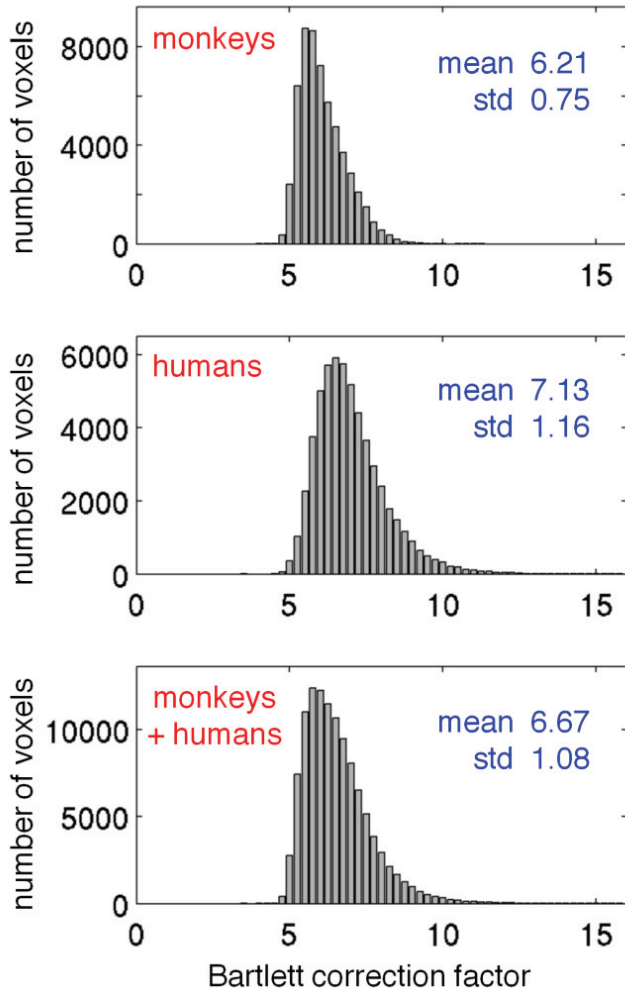 number of voxels
8000
4000
0
monkeys
mean 6.21
std 0.75
0 5 10 15
number of voxels
6000
4000
2000
0
humans
mean 7.13
std 1.16
0 5 10 15
number of voxels
10000
5000
0
monkeys
+ humans
mean 6.67
std 1.08
0 5 10 15
Bartlett correction factor